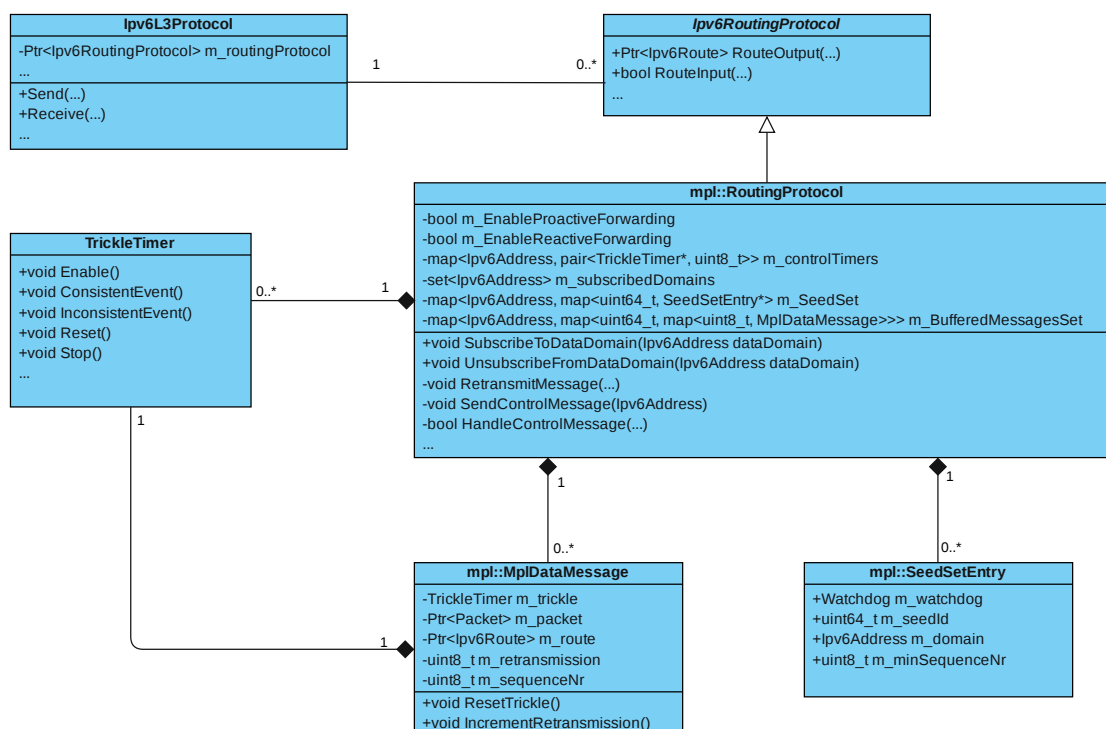 Ipv6L3Protocol
-Ptr<Ipv6RoutingProtocol> m_routingProtocol
...
+Send(...)
+Receive(...)
...
1
0..*
Ipv6RoutingProtocol
+Ptr<Ipv6Route> RouteOutput(...)
+bool RouteInput(...)
...
mpl::RoutingProtocol
-bool m_EnableProactiveForwarding
-bool m_EnableReactiveForwarding
-map<Ipv6Address, pair<TrickleTimer*, uint8_t>> m_controlTimers
-set<Ipv6Address> m_subscribedDomains
-map<Ipv6Address, map<uint64_t, SeedSetEntry*> m_SeedSet
-map<Ipv6Address, map<uint64_t, map<uint8_t, MplDataMessage>>> m_BufferedMessagesSet
+void SubscribeToDataDomain(Ipv6Address dataDomain)
+void UnsubscribeFromDataDomain(Ipv6Address dataDomain)
-void RetransmitMessage(...)
-void SendControlMessage(Ipv6Address)
-bool HandleControlMessage(...)
...
TrickleTimer
+void Enable()
+void ConsistentEvent()
+void InconsistentEvent()
+void Reset()
+void Stop()
...
0..*
1
1
1
1
0..*
0..*
1
mpl::MplDataMessage
-TrickleTimer m_trickle
-Ptr<Packet> m_packet
-Ptr<Ipv6Route> m_route
-uint8_t m_retransmission
-uint8_t m_sequenceNr
+void ResetTrickle()
+void IncrementRetransmission()
mpl::SeedSetEntry
+Watchdog m_watchdog
+uint64_t m_seedId
+Ipv6Address m_domain
+uint8_t m_minSequenceNr